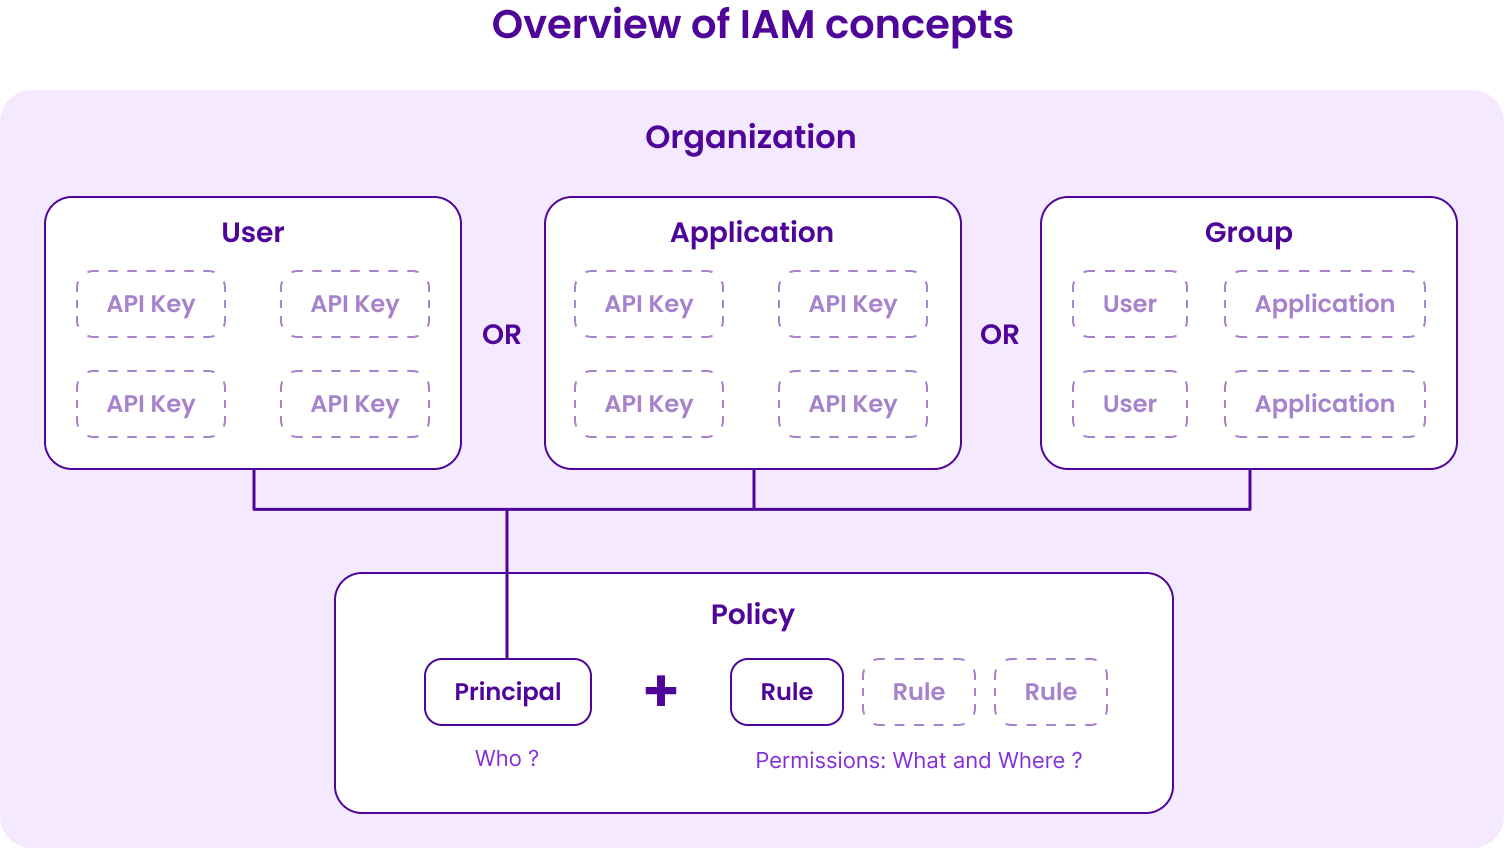 Overview of IAM concepts
Organization
User
API Key
API Key
API Key
API Key
OR
Application
API Key
API Key
API Key
API Key
OR
Group
User
Application
User
Application
Policy
Principal
+
Rule
Rule
Rule
Who ?
Permissions: What and Where ?